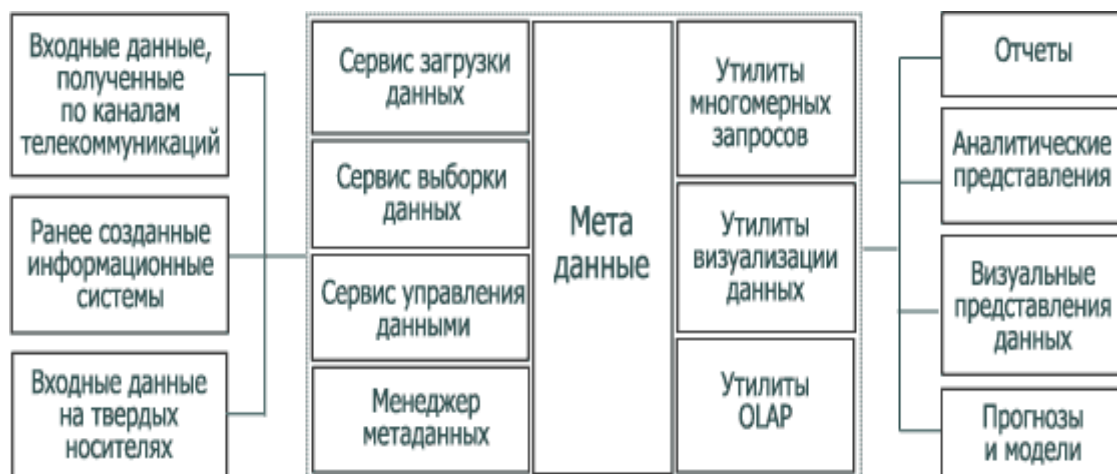 Входные данные,
полученные
по каналам
телекоммуникаций
Ранее созданные
информационные
системы
Входные данные
на твердых
носителях
Сервис загрузки
данных
Сервис выборки
данных
Сервис управления
данными
Менеджер
метаданных
Мета
данные
Утилиты
многомерных
запросов
Утилиты
визуализации
данных
Утилиты
OLAP
Отчеты
Аналитические
представления
Визуальные
представления
данных
Прогнозы
и модели